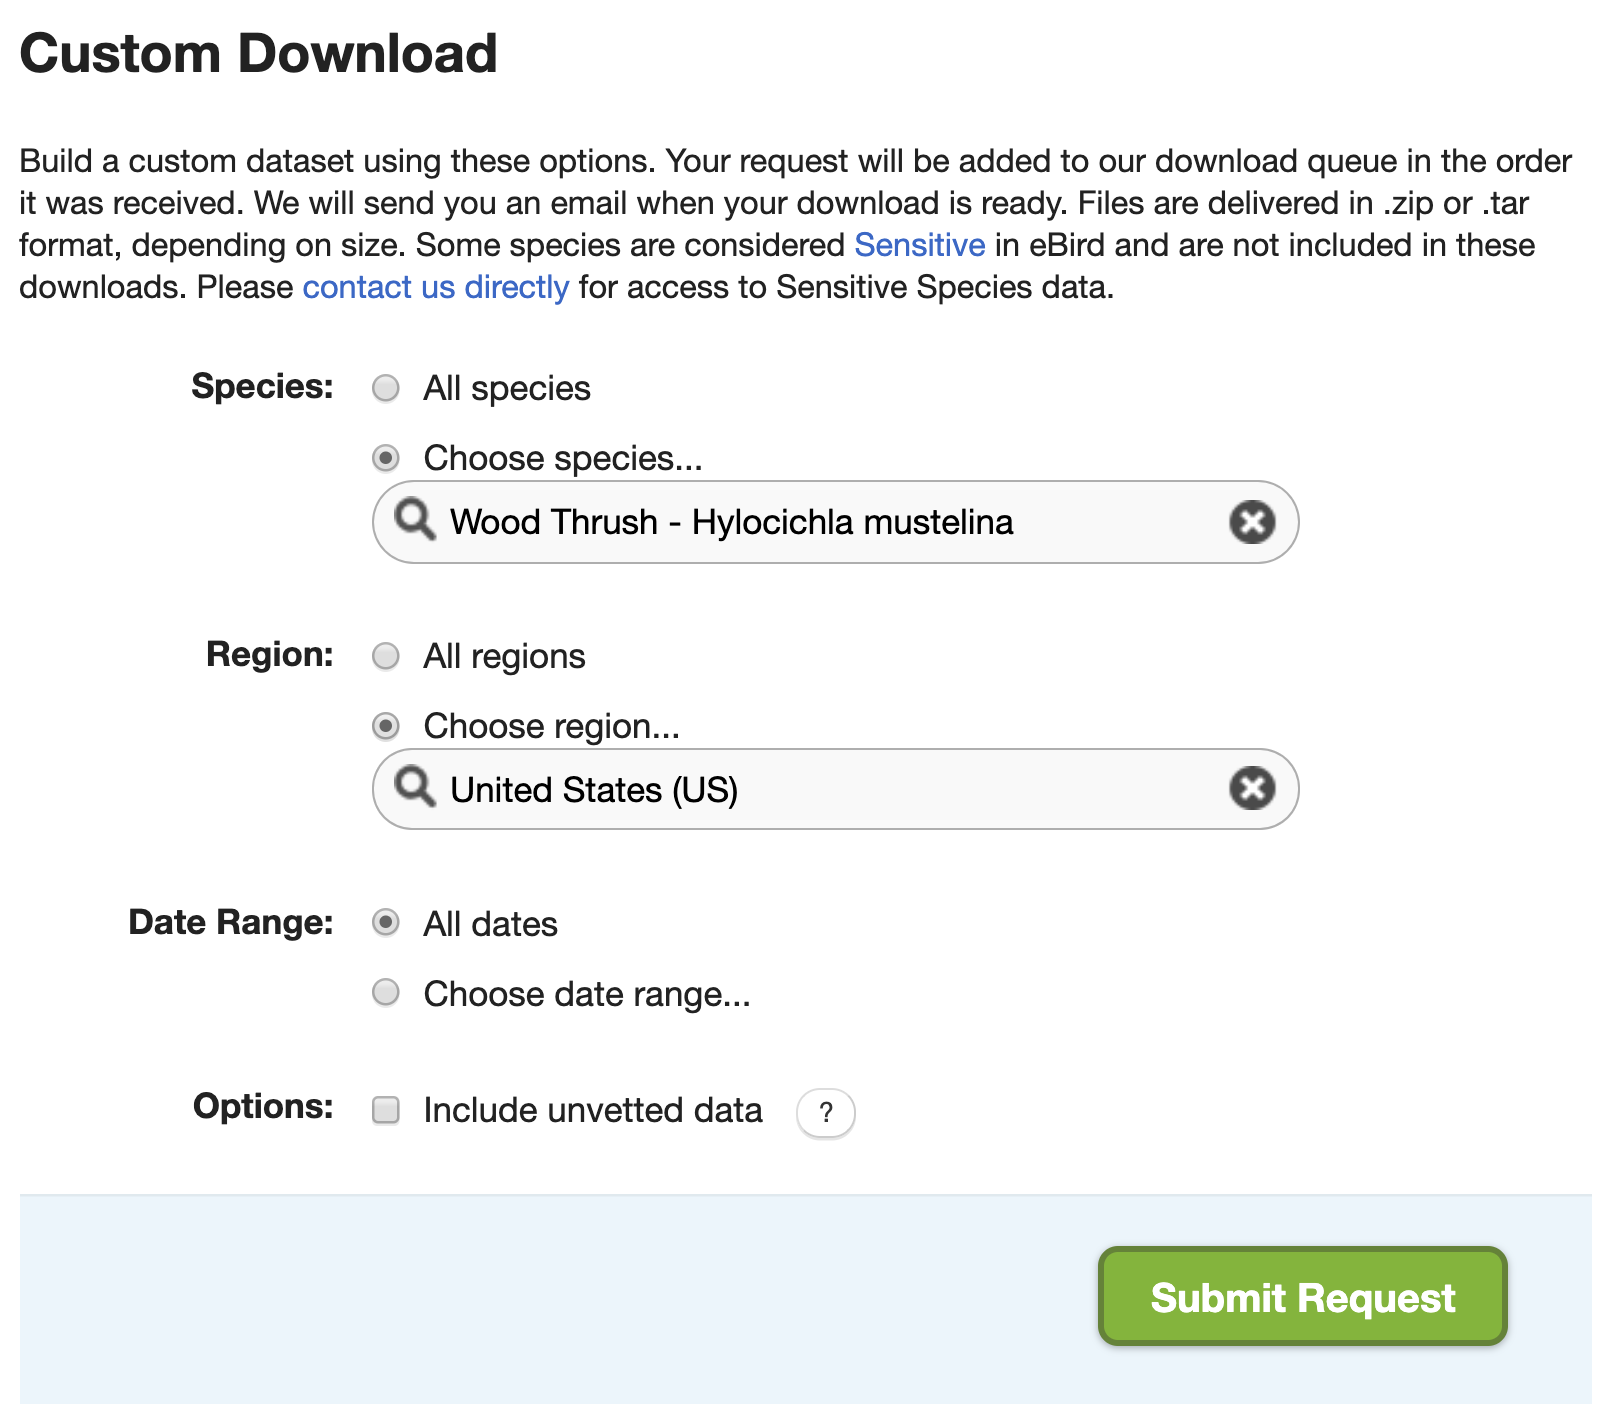 Custom Download
Build a custom dataset using these options. Your request will be added to our download queue in the order
it was received. We will send you an email when your download is ready. Files are delivered in .zip or .tar
format, depending on size. Some species are considered Sensitive in eBird and are not included in these
downloads. Please contact us directly for access to Sensitive Species data.
Species: All species
Choose species...
Wood Thrush - Hylocichla mustelina
Region: All regions
Choose region...
United States (US)
Date Range: All dates
Choose date range...
Options: Include unvetted data ?
Submit Request